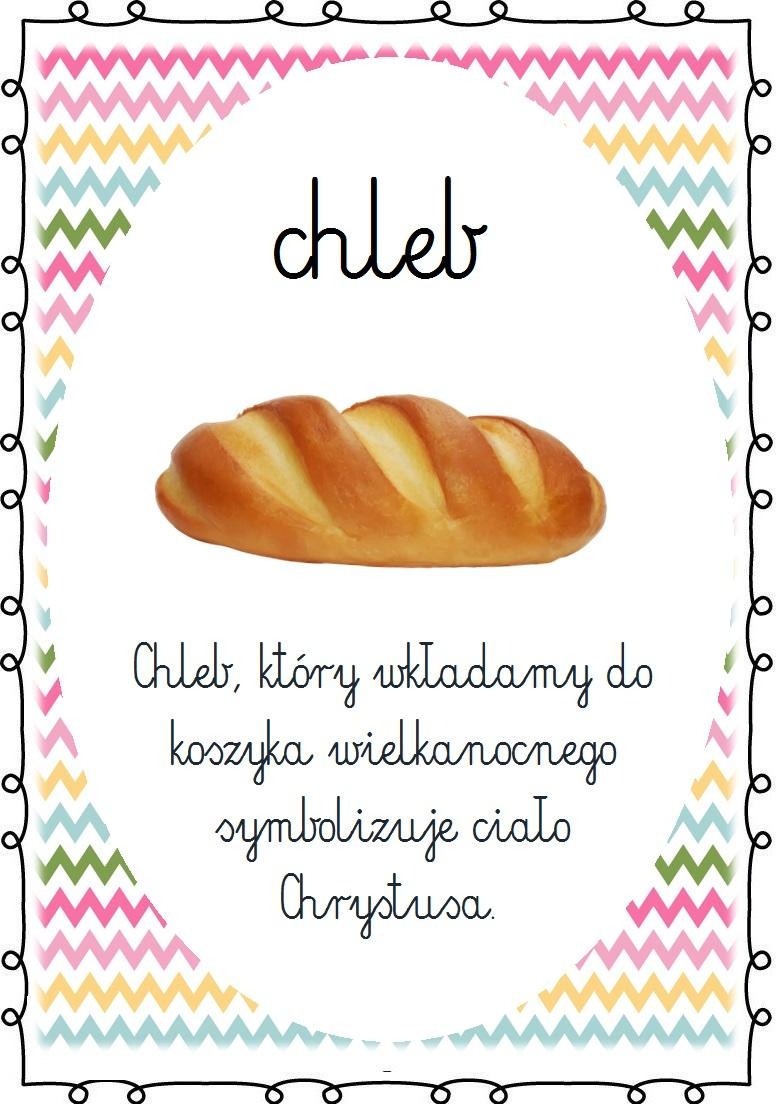 chleb
Chleb, który wkładamy do
koszyka wielkanocnego
symbolizuje ciało
Chrystusa.